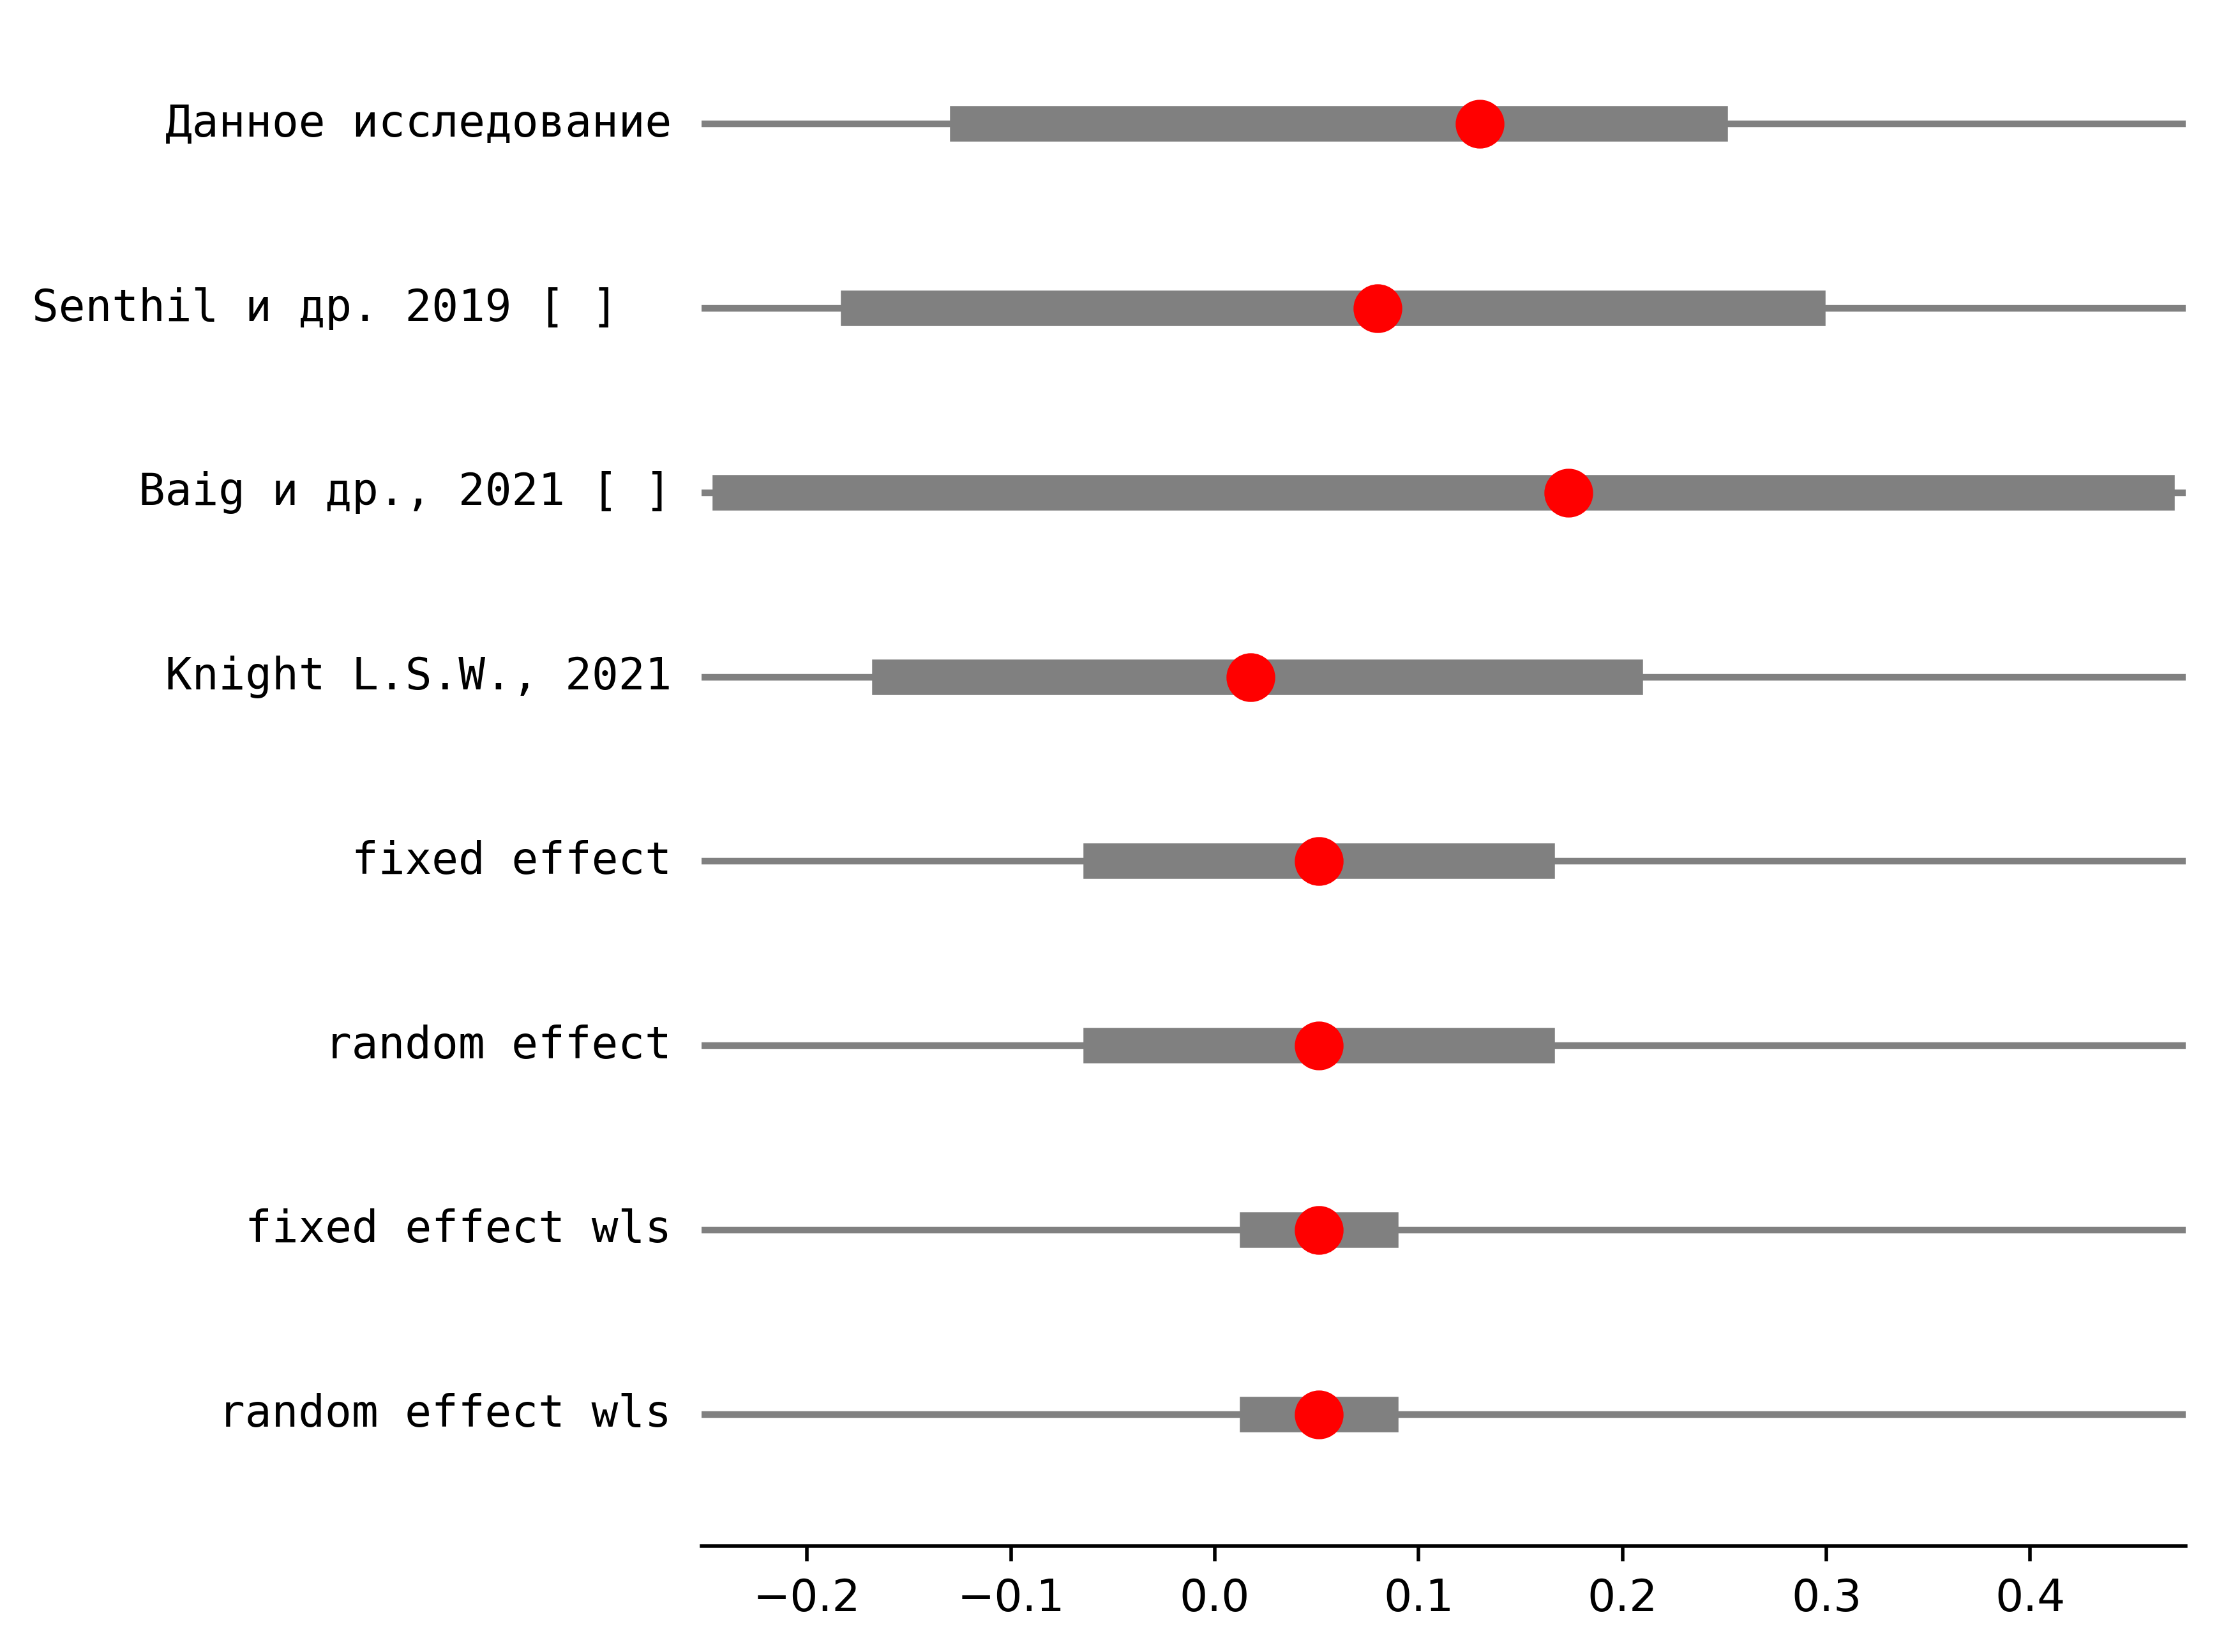 Данное исследование
Senthil и др. 2019 [ ]
Baig и др., 2021 [ ]
Knight L.S.W., 2021
fixed effect
random effect
fixed effect wls
random effect wls
−0.2 −0.1 0.0 0.1 0.2 0.3 0.4